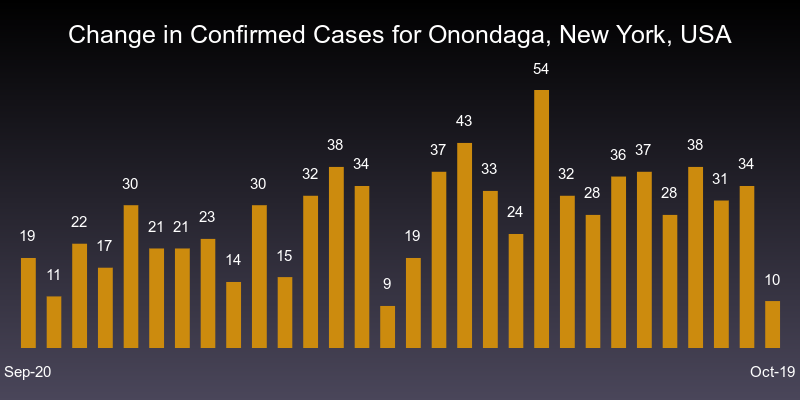 Change in Confirmed Cases for Onondaga, New York, USA
19 11 22 17 30 21 21 23 14 30 15 32 38 34 9 19 37 43 33 24 54 32 28 36 37 28 38 31 34 10
Sep-20 Oct-19